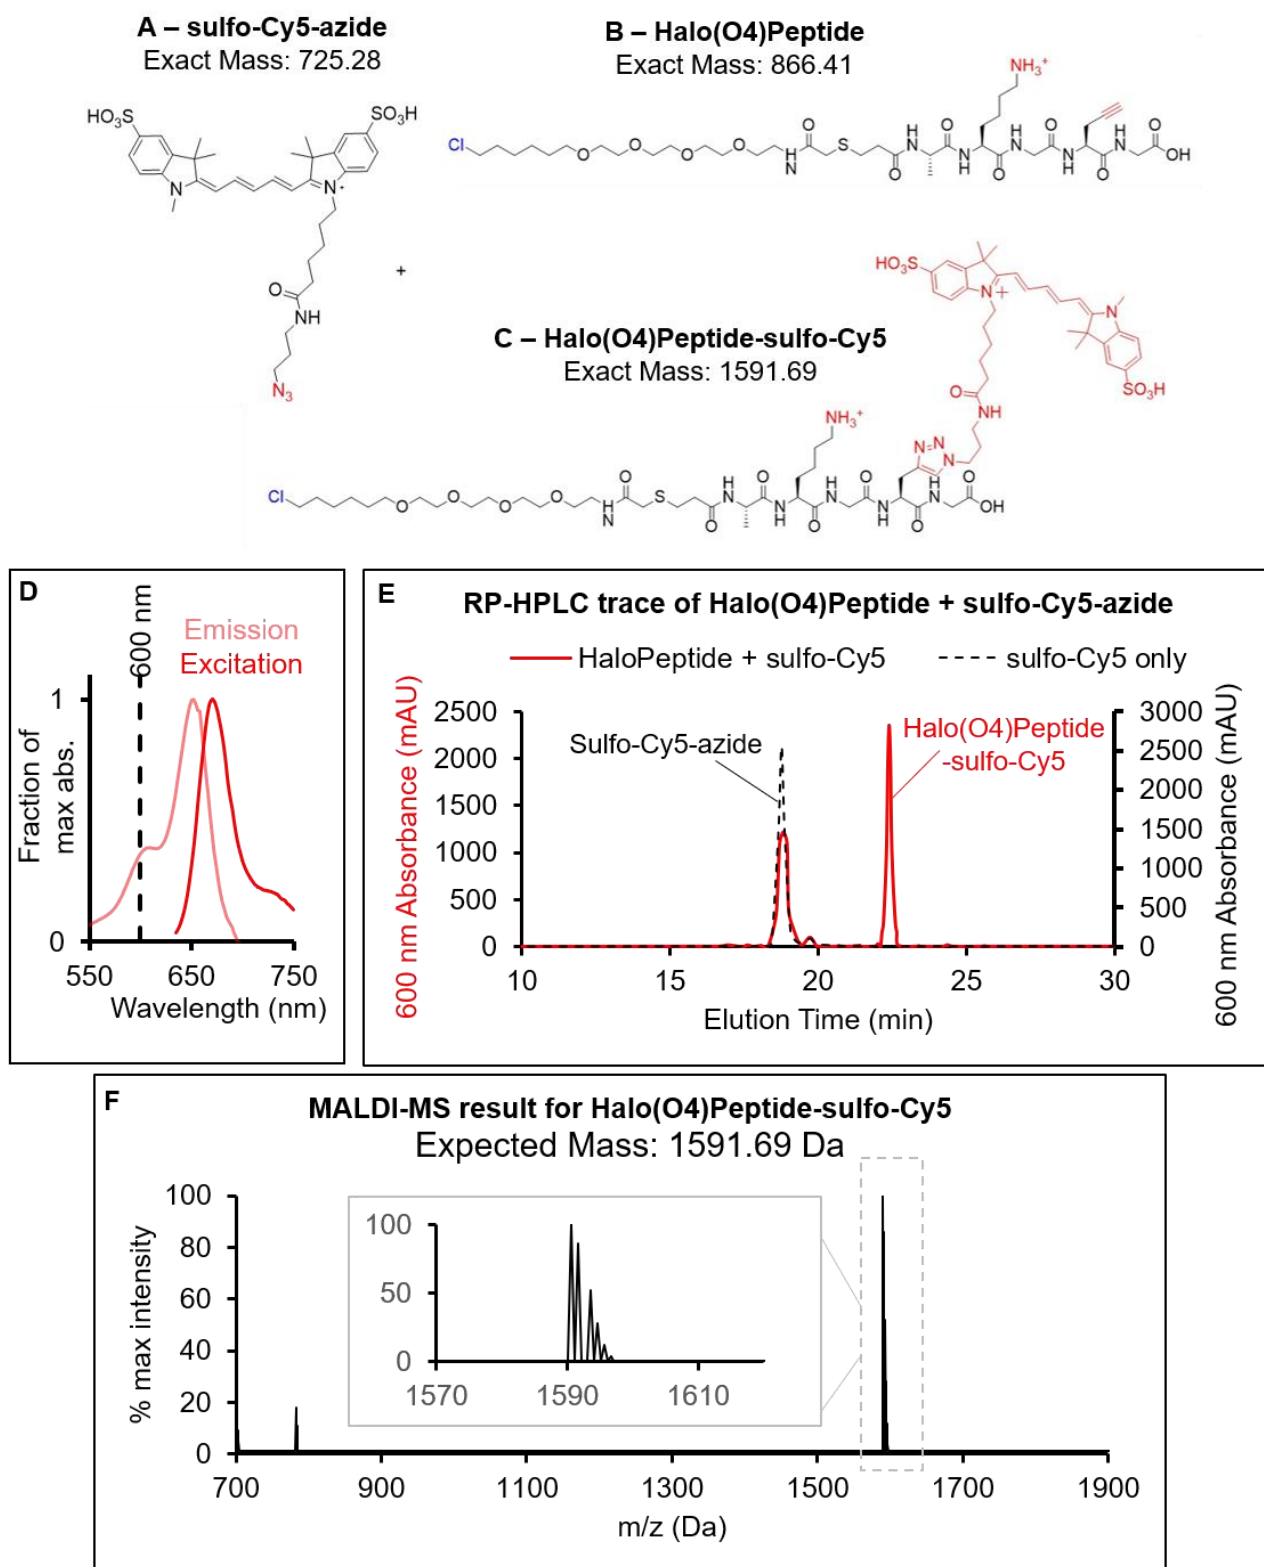 A – sulfo-Cy5-azide
Exact Mass: 725.28
B – Halo(O4)Peptide
Exact Mass: 866.41
HO3S
SO3H
N
N+
O
NH
N3
+
Cl
O
O
O
O
H
N
O
S
O
H
N
O
N
H
NH3+
O
H
N
O
N
H
O
H
N
O
OH
C – Halo(O4)Peptide-sulfo-Cy5
Exact Mass: 1591.69
HO3S
N
+
N
SO3H
O
NH
N=N
N
NH3+
Cl
O
O
O
O
H
N
O
S
O
H
N
O
N
H
O
H
N
O
N
H
O
H
N
O
OH
D
600 nm
Emission
Excitation
Fraction of
max abs.
1
0
550 650 750
Wavelength (nm)
E
RP-HPLC trace of Halo(O4)Peptide + sulfo-Cy5-azide
HaloPeptide + sulfo-Cy5
sulfo-Cy5 only
600 nm Absorbance (mAU)
2500
2000
1500
1000
500
0
Sulfo-Cy5-azide
Halo(O4)Peptide
-sulfo-Cy5
3000
2500
2000
1500
1000
500
0
600 nm Absorbance (mAU)
10 15 20 25 30
Elution Time (min)
F
MALDI-MS result for Halo(O4)Peptide-sulfo-Cy5
Expected Mass: 1591.69 Da
% max intensity
100
80
60
40
20
0
100
50
0
1570 1590 1610
700 900 1100 1300 1500 1700 1900
m/z (Da)